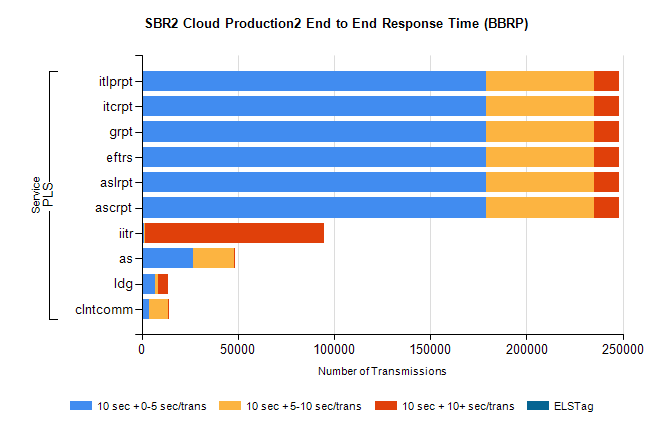 SBR2 Cloud Production2 End to End Response Time (BBRP)
itlprpt
itcrpt
grpt
eftrs
aslrpt
ascrpt
iitr
as
ldg
clntcomm
Service
PLS
0 50000 100000 150000 200000 250000
Number of Transmissions
10 sec +0-5 sec/trans 10 sec +5-10 sec/trans 10 sec + 10+ sec/trans ELSTag